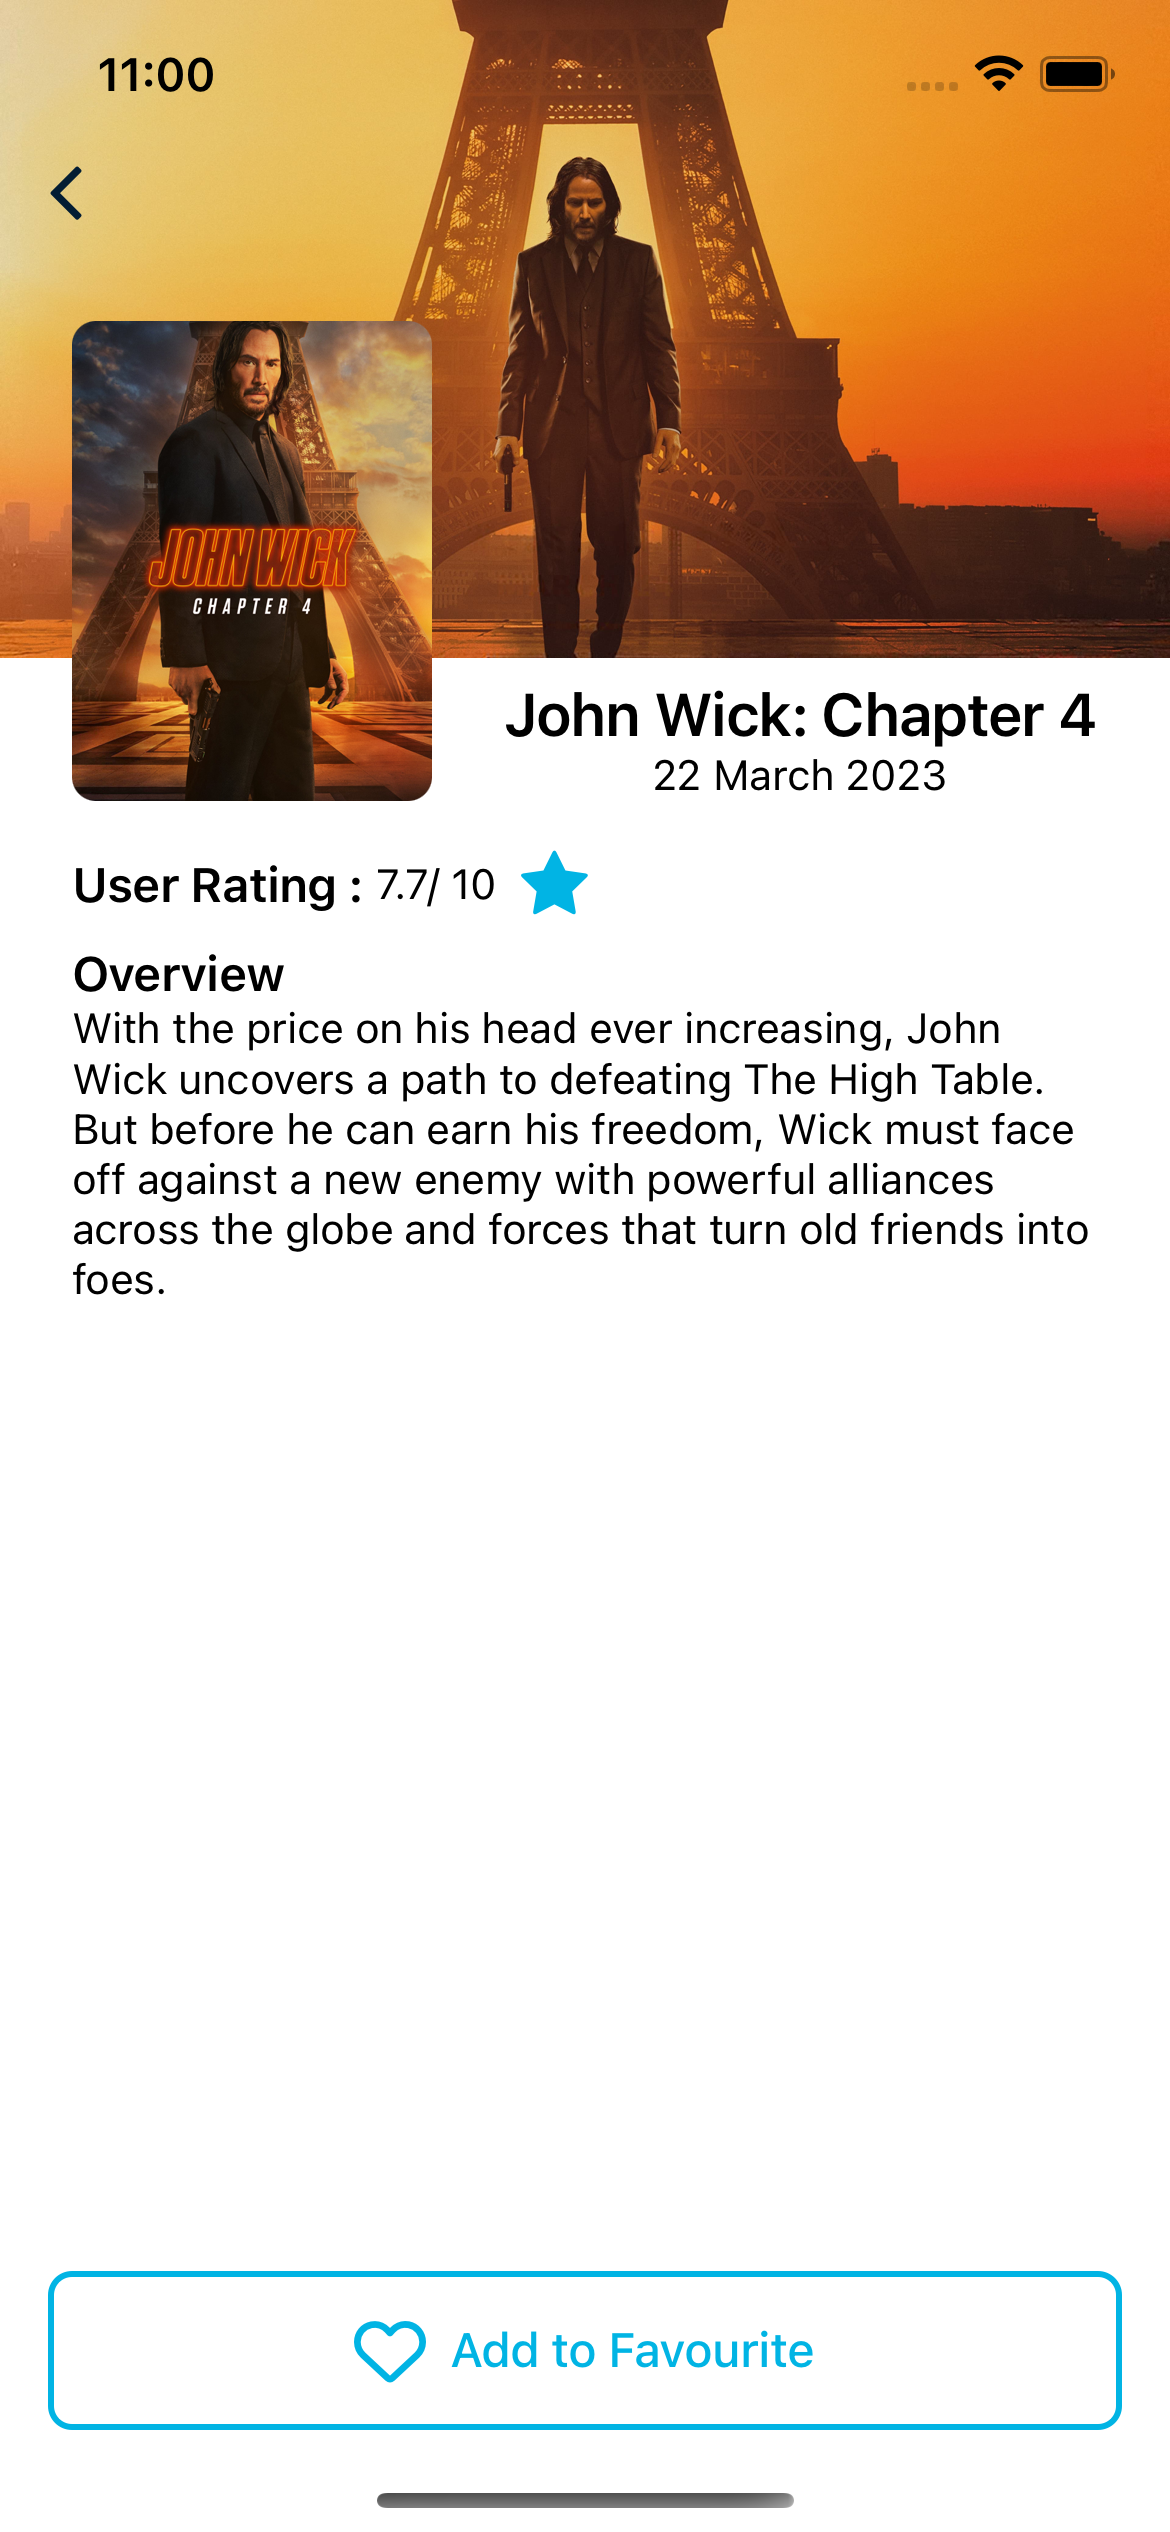 11:00
JOHN WICK
CHAPTER 4
John Wick: Chapter 4
22 March 2023
User Rating : 7.7/ 10
Overview
With the price on his head ever increasing, John
Wick uncovers a path to defeating The High Table.
But before he can earn his freedom, Wick must face
off against a new enemy with powerful alliances
across the globe and forces that turn old friends into
foes.
Add to Favourite